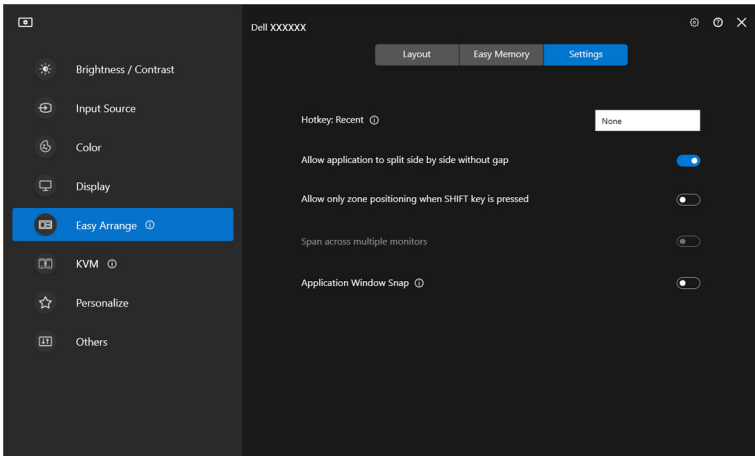 Dell XXXXXX
Layout
Easy Memory
Settings
Brightness / Contrast
Input Source
Color
Display
Easy Arrange
KVM
Personalize
Others
Hotkey: Recent
None
Allow application to split side by side without gap
Allow only zone positioning when SHIFT key is pressed
Span across multiple monitors
Application Window Snap